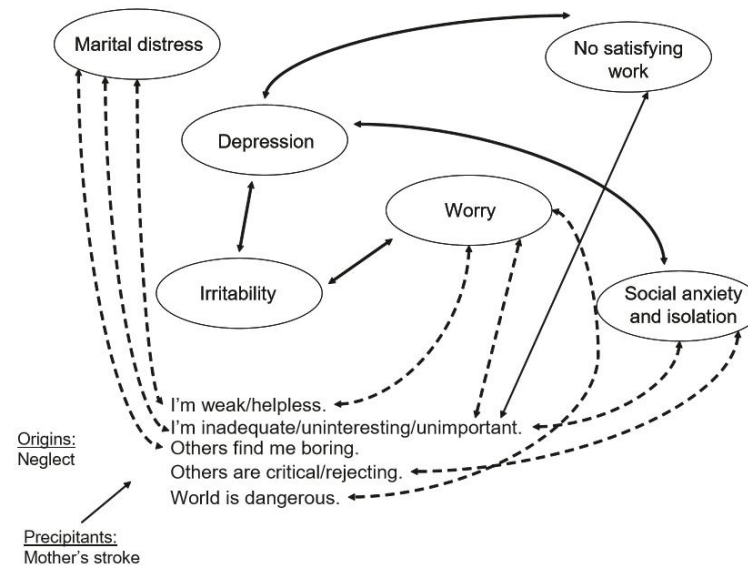 Marital distress
No satisfying
work
Depression
Worry
Irritability
Social anxiety
and isolation
I'm weak/helpless.
I'm inadequate/uninteresting/unimportant.
Others find me boring.
Others are critical/rejecting.
World is dangerous.
Origins:
Neglect
Precipitants:
Mother's stroke